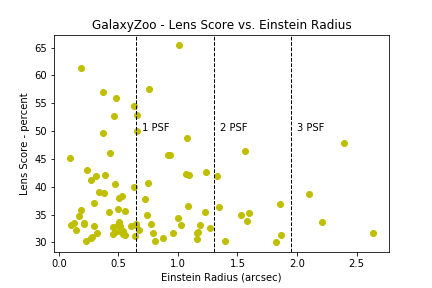 GalaxyZoo - Lens Score vs. Einstein Radius
65
60
55
50
45
40
35
30
Lens Score - percent
1 PSF
2 PSF
3 PSF
0.0 0.5 1.0 1.5 2.0 2.5
Einstein Radius (arcsec)